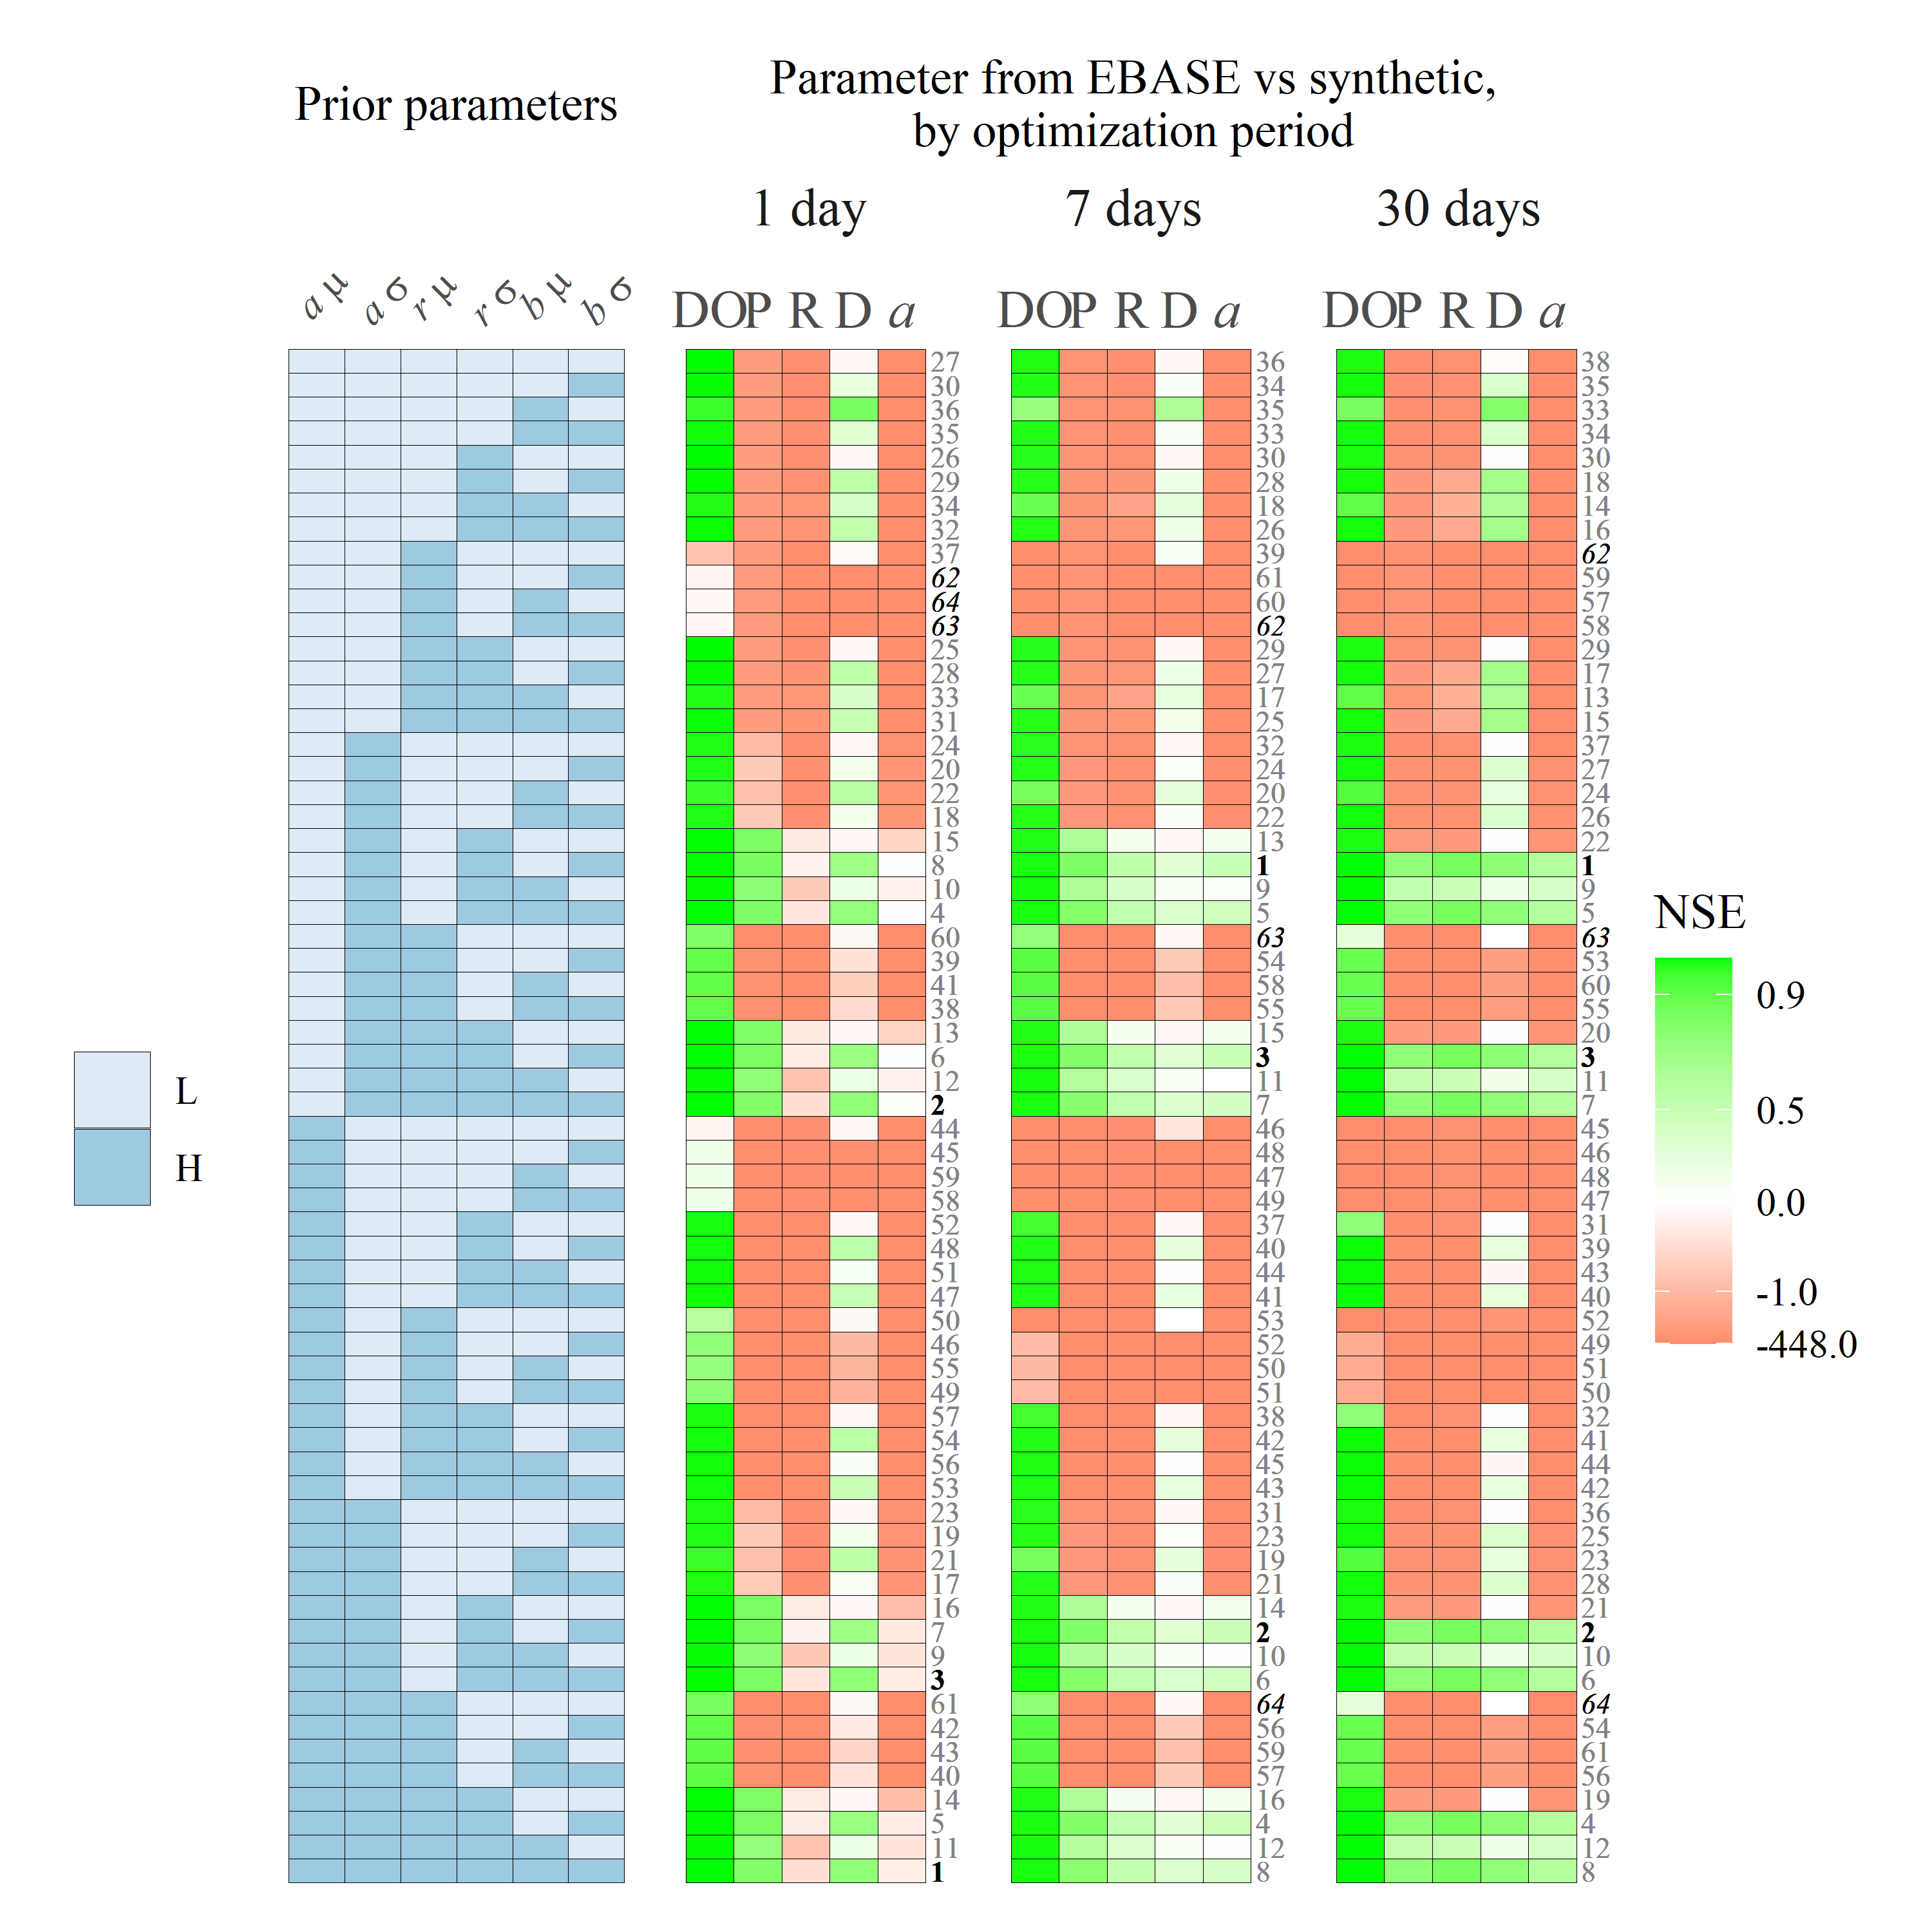 Parameter from EBASE vs synthetic,
by optimization period
Prior parameters
1 day 7 days 30 days
a μ a σ r μ r σ b μ b σ
DO P R D a DO P R D a DO P R D a
27 36 38
30 34 35
36 35 33
35 33 34
26 30 30
29 28 18
34 18 14
32 26 16
37 39 62
62 61 59
64 60 57
63 62 58
25 29 29
28 27 17
33 17 13
31 25 15
24 32 37
20 24 27
22 20 24
18 22 26
15 13 22
8 1 1
10 9 9
4 5 5
60 63 63
39 54 53
41 58 60
38 55 55
13 15 20
6 3 3
12 11 11
2 7 7
44 46 45
45 48 46
59 47 48
58 49 47
52 37 31
48 40 39
51 44 43
47 41 40
50 53 52
46 52 49
55 50 51
49 51 50
57 38 32
54 42 41
56 45 44
53 43 42
23 31 36
19 23 25
21 19 23
17 21 28
16 14 21
7 2 2
9 10 10
3 6 6
61 64 64
42 56 54
43 59 61
40 57 56
14 16 19
5 4 4
11 12 12
1 8 8
L
H
NSE
0.9
0.5
0.0
-1.0
-448.0